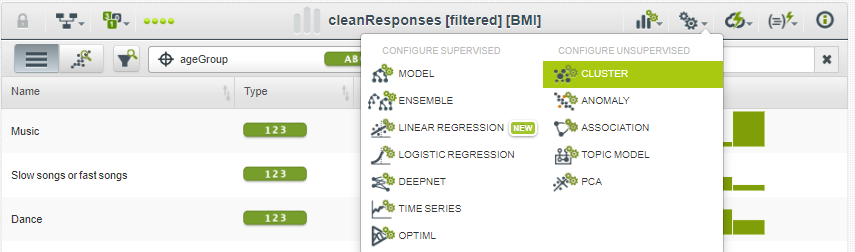 cleanResponses [filtered] [BMI]
ageGroup ABC
Name Type
Music 123
Slow songs or fast songs 123
Dance 123
CONFIGURE SUPERVISED
MODEL
ENSEMBLE
LINEAR REGRESSION NEW
LOGISTIC REGRESSION
DEEPNET
TIME SERIES
OPTIML
CONFIGURE UNSUPERVISED
CLUSTER
ANOMALY
ASSOCIATION
TOPIC MODEL
PCA